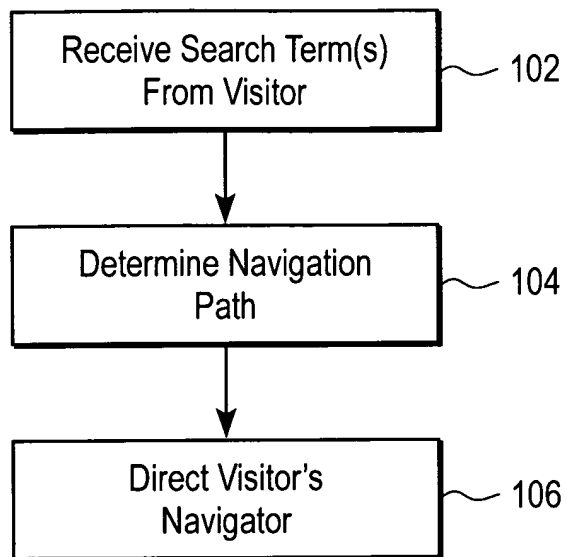 Receive Search Term(s)
From Visitor
102
Determine Navigation
Path
104
Direct Visitor's
Navigator
106